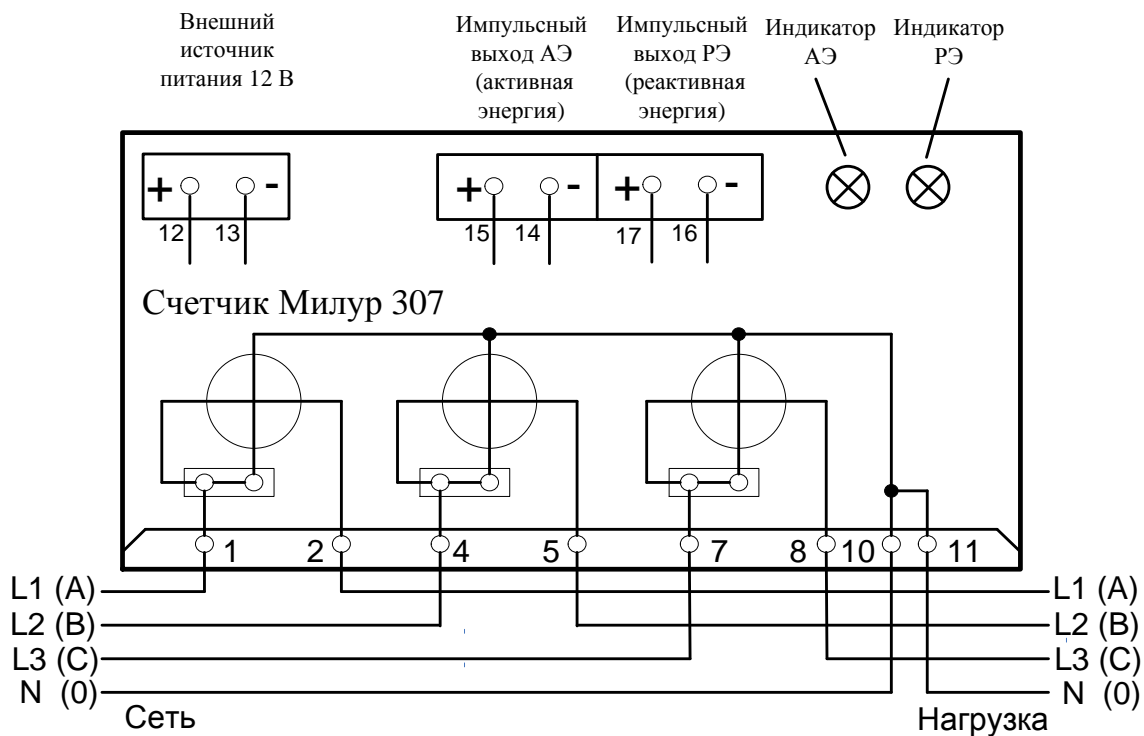 Внешний
источник
питания 12 В
Импульсный
выход АЭ
(активная
энергия)
Импульсный
выход РЭ
(реактивная
энергия)
Индикатор
АЭ
Индикатор
РЭ
+ -
12 13
+ -
15 14
+ -
17 16
Счетчик Милур 307
1 2 4 5 7 8 10 11
L1 (A)
L2 (B)
L3 (C)
N (0)
Сеть
L1 (A)
L2 (B)
L3 (C)
N (0)
Нагрузка